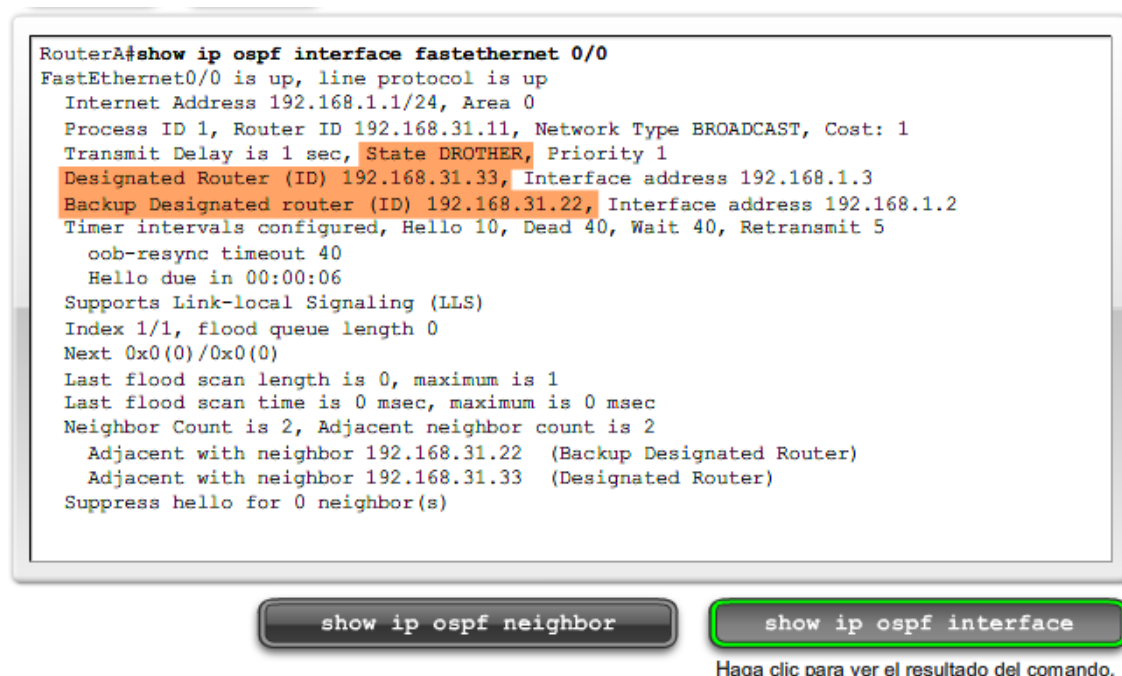 RouterA#show ip ospf interface fastethernet 0/0
FastEthernet0/0 is up, line protocol is up
Internet Address 192.168.1.1/24, Area 0
Process ID 1, Router ID 192.168.31.11, Network Type BROADCAST, Cost: 1
Transmit Delay is 1 sec, State DROTHER, Priority 1
Designated Router (ID) 192.168.31.33, Interface address 192.168.1.3
Backup Designated router (ID) 192.168.31.22, Interface address 192.168.1.2
Timer intervals configured, Hello 10, Dead 40, Wait 40, Retransmit 5
oob-resync timeout 40
Hello due in 00:00:06
Supports Link-local Signaling (LLS)
Index 1/1, flood queue length 0
Next 0x0(0)/0x0(0)
Last flood scan length is 0, maximum is 1
Last flood scan time is 0 msec, maximum is 0 msec
Neighbor Count is 2, Adjacent neighbor count is 2
Adjacent with neighbor 192.168.31.22 (Backup Designated Router)
Adjacent with neighbor 192.168.31.33 (Designated Router)
Suppress hello for 0 neighbor(s)
show ip ospf neighbor
show ip ospf interface
Haga clic para ver el resultado del comando.